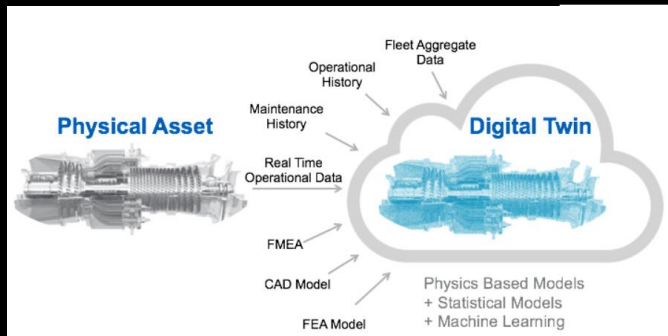 Fleet Aggregate
Data
Operational
History
Maintenance
History
Physical Asset
Digital Twin
Real Time
Operational Data
FMEA
CAD Model
FEA Model
Physics Based Models
+ Statistical Models
+ Machine Learning